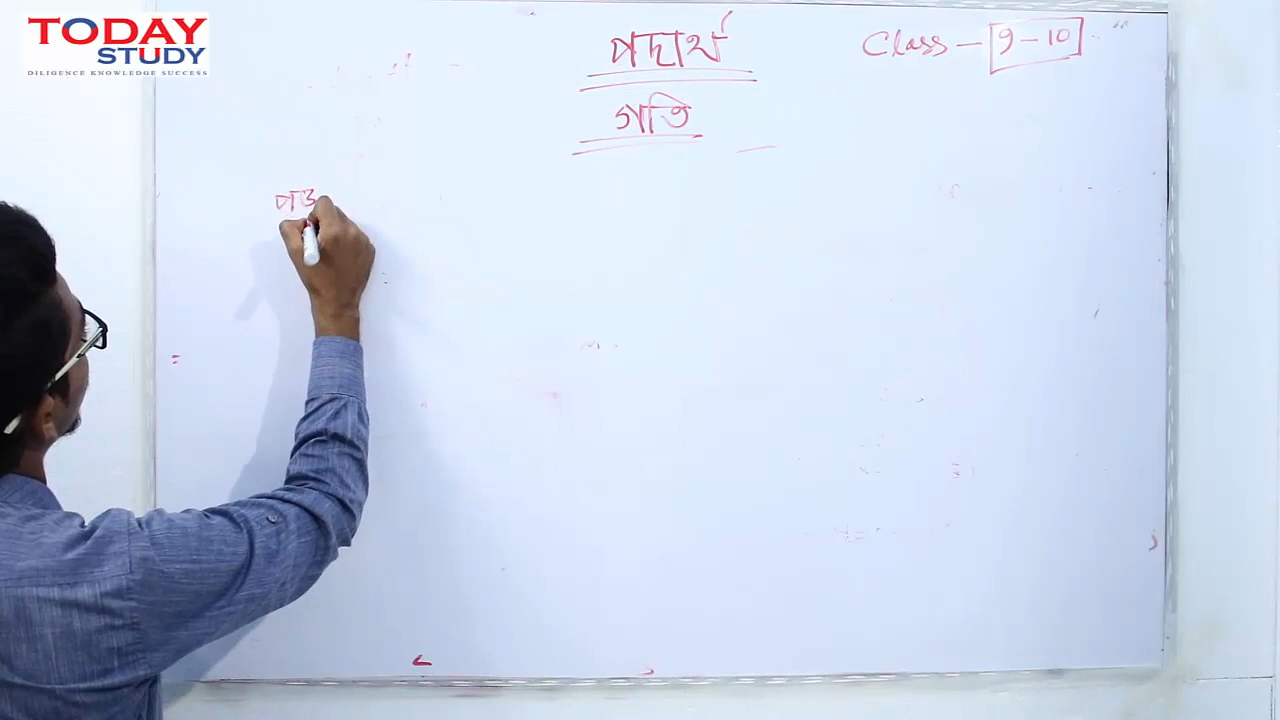 TODAY
STUDY
DILIGENCE KNOWLEDGE SUCCESS
পদার্থ
Class – 9 – 10
গতি